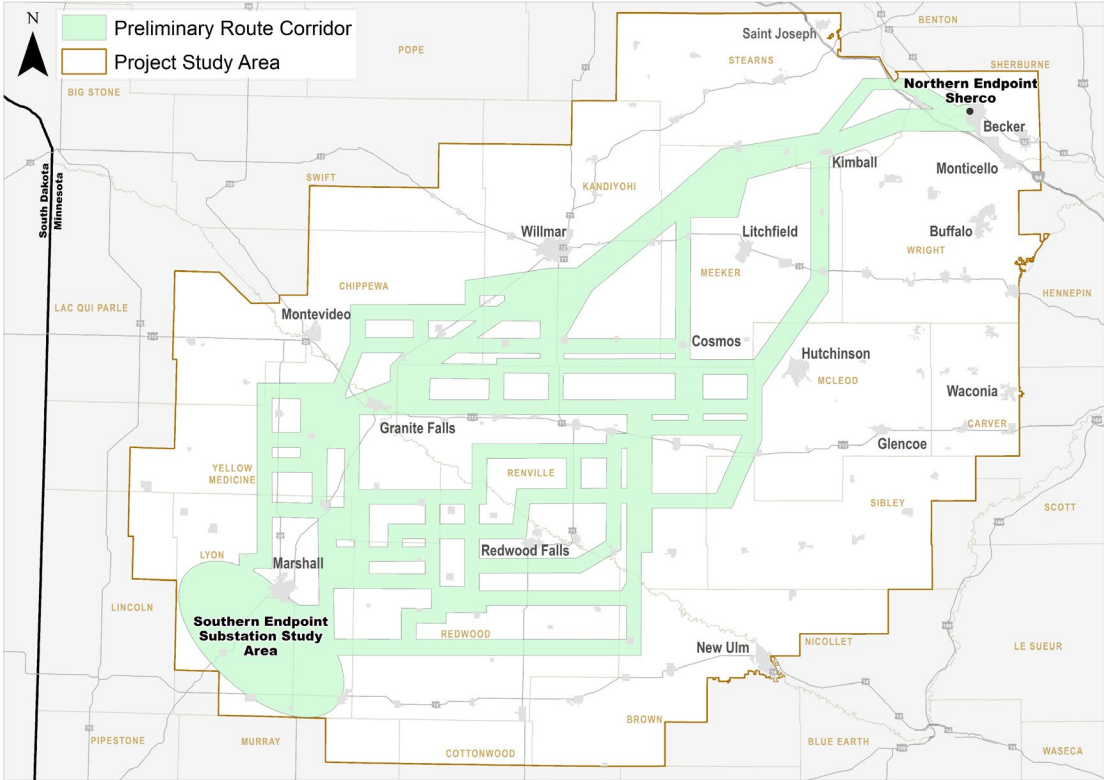 N
Preliminary Route Corridor
Project Study Area
BENTON
Saint Joseph
POPE
STEARNS
SHERBURNE
BIG STONE
Northern Endpoint
Sherco
Becker
Kimball
Monticello
SWIFT
KANDIYOHI
South Dakota
Minnesota
Willmar
Litchfield
Buffalo
WRIGHT
MEEKER
CHIPPEWA
HENNEPIN
LAC QUI PARLE
Montevideo
Cosmos
Hutchinson
MCLEOD
Waconia
CARVER
Granite Falls
Glencoe
YELLOW
MEDICINE
RENVILLE
SIBLEY
SCOTT
Redwood Falls
LYON
Marshall
LINCOLN
Southern Endpoint
Substation Study
Area
REDWOOD
NICOLLET
New Ulm
LE SUEUR
BROWN
PIPESTONE
MURRAY
COTTONWOOD
BLUE EARTH
WASECA